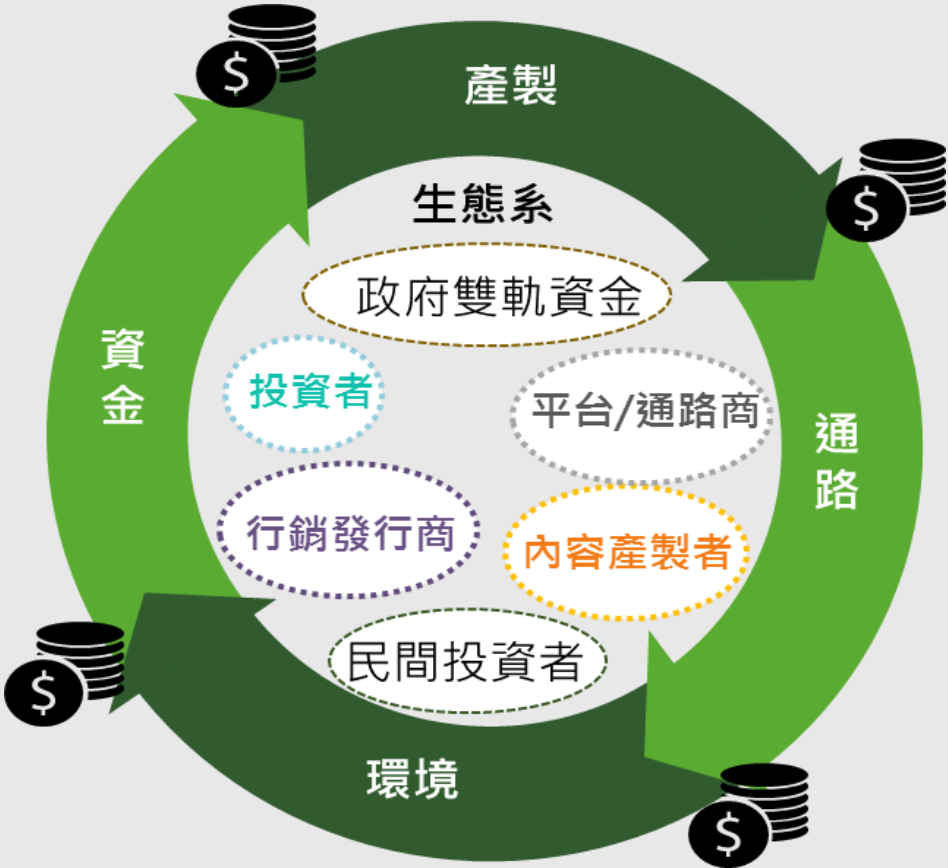 $
產製
$
生態系
政府雙軌資金
資金
投資者
平台/通路商
通路
行銷發行商
內容產製者
民間投資者
$
環境
$